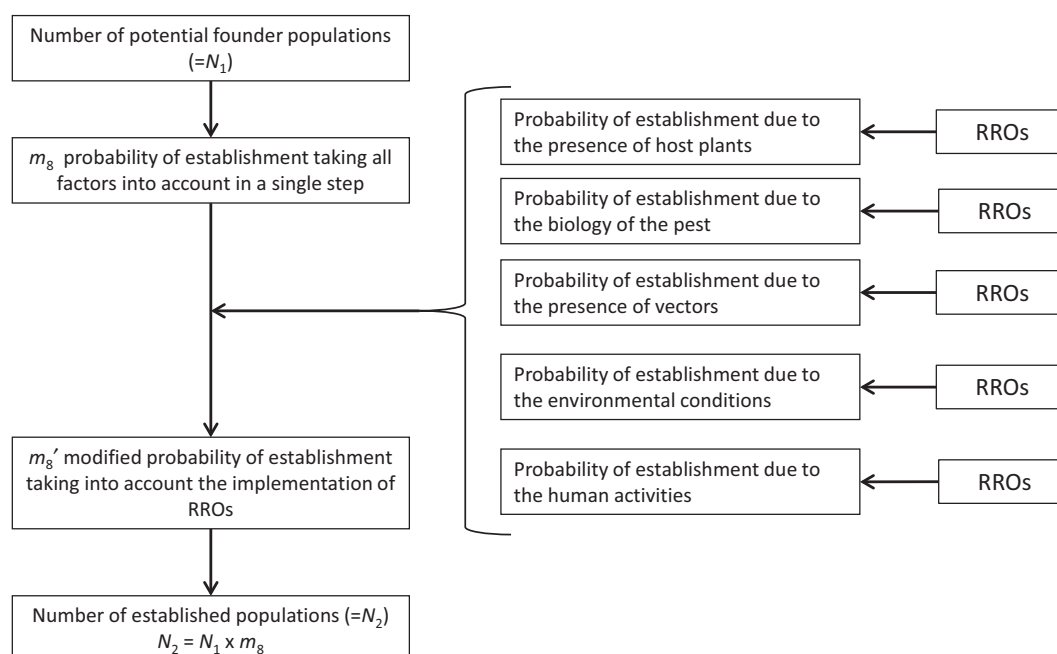 Number of potential founder populations
(=N₁)
m₈ probability of establishment taking all
factors into account in a single step
m₈′ modified probability of establishment
taking into account the implementation of
RROs
Number of established populations (=N₂)
N₂ = N₁ x m₈
Probability of establishment due to
the presence of host plants
RROs
Probability of establishment due to
the biology of the pest
RROs
Probability of establishment due to
the presence of vectors
RROs
Probability of establishment due to
the environmental conditions
RROs
Probability of establishment due to
the human activities
RROs